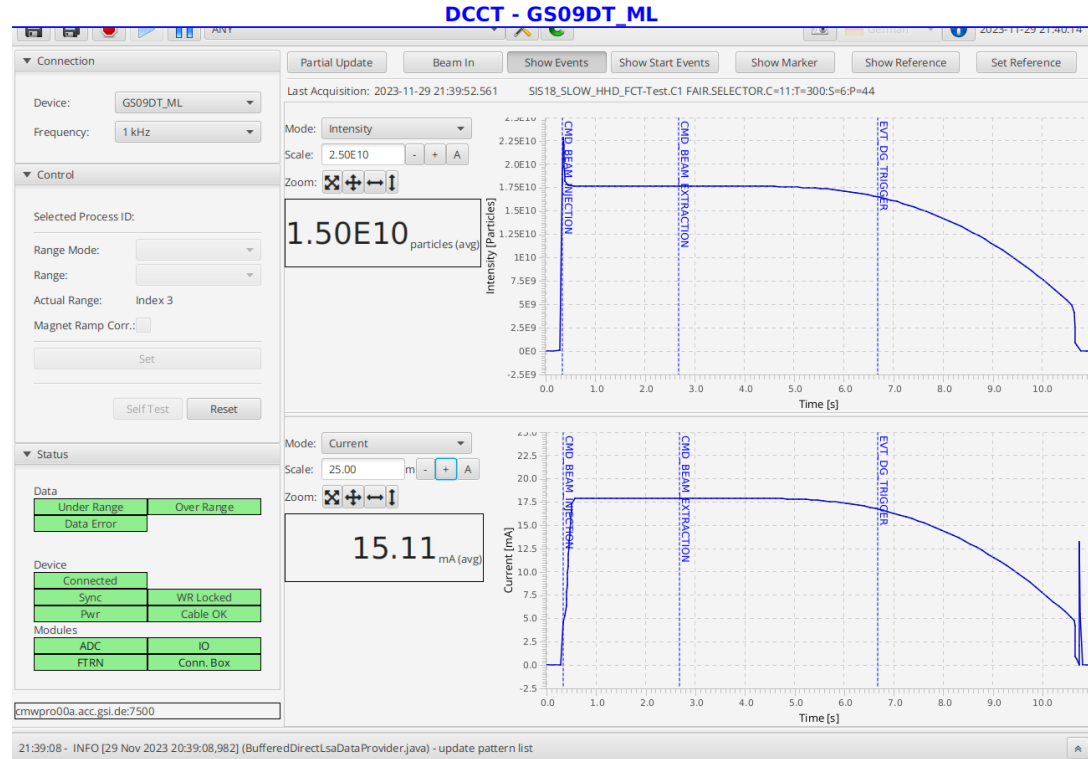 DCCT - GS09DT_ML
ANY
German
2023-11-29 21:40:14
Connection
Device: GS09DT_ML
Frequency: 1 kHz
Control
Selected Process ID:
Range Mode:
Range:
Actual Range: Index 3
Magnet Ramp Corr.:
Set
Self Test Reset
Status
Data
Under Range Over Range
Data Error
Device
Connected
Sync WR Locked
Pwr Cable OK
Modules
ADC IO
FTRN Conn. Box
cmwpro00a.acc.gsi.de:7500
Partial Update Beam In Show Events Show Start Events Show Marker Show Reference Set Reference
Last Acquisition: 2023-11-29 21:39:52.561 SIS18_SLOW_HHD_FCT-Test.C1 FAIR.SELECTOR.C=11:T=300:S=6:P=44
Mode: Intensity
Scale: 2.50E10 - + A
Zoom:
1.50E10 particles (avg)
Intensity [Particles]
2.5E10
2.25E10
2.0E10
1.75E10
1.5E10
1.25E10
1E10
7.5E9
5E9
2.5E9
0E0
-2.5E9
CMD_BEAM_INJECTION
CMD_BEAM_EXTRACTION
EVT_DG_TRIGGER
0.0 1.0 2.0 3.0 4.0 5.0 6.0 7.0 8.0 9.0 10.0
Time [s]
Mode: Current
Scale: 25.00 m - + A
Zoom:
15.11 mA (avg)
Current [mA]
25.0
22.5
20.0
17.5
15.0
12.5
10.0
7.5
5.0
2.5
0.0
-2.5
CMD_BEAM_INJECTION
CMD_BEAM_EXTRACTION
EVT_DG_TRIGGER
0.0 1.0 2.0 3.0 4.0 5.0 6.0 7.0 8.0 9.0 10.0
Time [s]
21:39:08 - INFO [29 Nov 2023 20:39:08,982] (BufferedDirectLsaDataProvider.java) - update pattern list